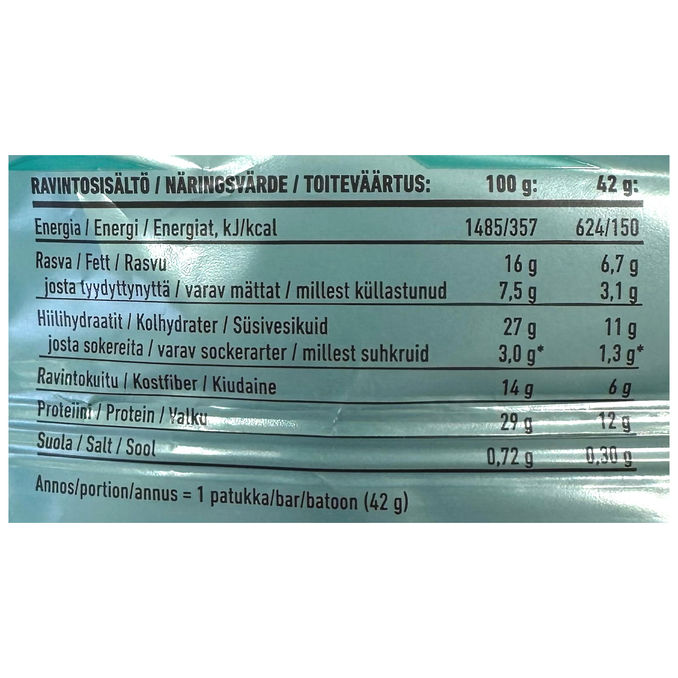 RAVINTOSISÄLTÖ / NÄRINGSVÄRDE / TOITEVÄÄRTUS: 100 g: 42 g:
Energia / Energi / Energiat, kJ/kcal 1485/357 624/150
Rasva / Fett / Rasvu 16 g 6,7 g
josta tyydyttynyttä / varav mättat / millest küllastunud 7,5 g 3,1 g
Hiilihydraatit / Kolhydrater / Süsivesikuid 27 g 11 g
josta sokereita / varav sockerarter / millest suhkruid 3,0 g* 1,3 g*
Ravintokuitu / Kostfiber / Kiudaine 14 g 6 g
Proteiini / Protein / Valku 29 g 12 g
Suola / Salt / Sool 0,72 g 0,30 g
Annos/portion/annus = 1 patukka/bar/batoon (42 g)